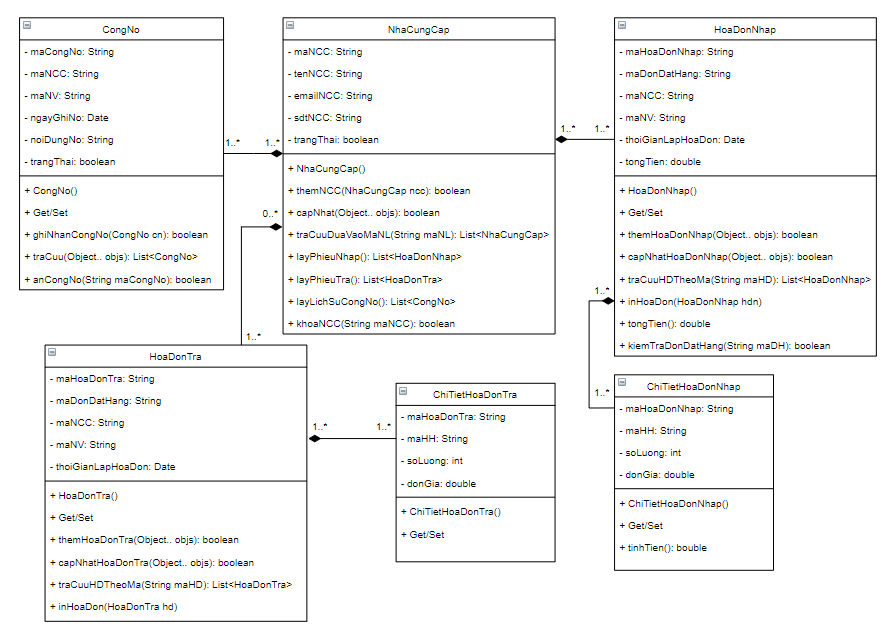 CongNo
- maCongNo: String
- maNCC: String
- maNV: String
- ngayGhiNo: Date
- noiDungNo: String
- trangThai: boolean
+ CongNo()
+ Get/Set
+ ghiNhanCongNo(CongNo cn): boolean
+ traCuu(Object.. objs): List<CongNo>
+ anCongNo(String maCongNo): boolean
1..*
1..*
NhaCungCap
- maNCC: String
- tenNCC: String
- emailNCC: String
- sdtNCC: String
- trangThai: boolean
+ NhaCungCap()
+ themNCC(NhaCungCap ncc): boolean
+ capNhat(Object.. objs): boolean
+ traCuuDuaVaoMaNL(String maNL): List<NhaCungCap>
+ layPhieuNhap(): List<HoaDonNhap>
+ layPhieuTra(): List<HoaDonTra>
+ layLichSuCongNo(): List<CongNo>
+ khoaNCC(String maNCC): boolean
1..*
1..*
HoaDonNhap
- maHoaDonNhap: String
- maDonDatHang: String
- maNCC: String
- maNV: String
- thoiGianLapHoaDon: Date
- tongTien: double
+ HoaDonNhap()
+ Get/Set
+ themHoaDonNhap(Object.. objs): boolean
+ capNhatHoaDonNhap(Object.. objs): boolean
+ traCuuHDTheoMa(String maHD): List<HoaDonNhap>
+ inHoaDon(HoaDonNhap hdn)
+ tongTien(): double
+ kiemTraDonDatHang(String maDH): boolean
0..*
1..*
HoaDonTra
- maHoaDonTra: String
- maDonDatHang: String
- maNCC: String
- maNV: String
- thoiGianLapHoaDon: Date
+ HoaDonTra()
+ Get/Set
+ themHoaDonTra(Object.. objs): boolean
+ capNhatHoaDonTra(Object.. objs): boolean
+ traCuuHDTheoMa(String maHD): List<HoaDonTra>
+ inHoaDon(HoaDonTra hd)
1..*
1..*
ChiTietHoaDonTra
- maHoaDonTra: String
- maHH: String
- soLuong: int
- donGia: double
+ ChiTietHoaDonTra()
+ Get/Set
1..*
1..*
ChiTietHoaDonNhap
- maHoaDonNhap: String
- maHH: String
- soLuong: int
- donGia: double
+ ChiTietHoaDonNhap()
+ Get/Set
+ tinhTien(): bouble